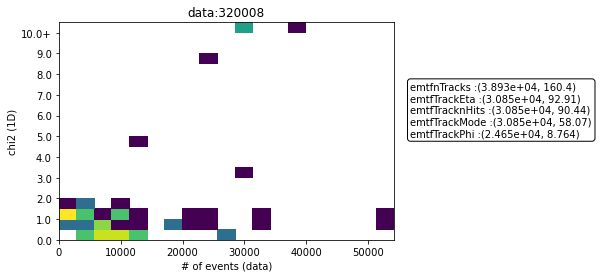 data:320008
10.0+
9.0
8.0
7.0
6.0
5.0
4.0
3.0
2.0
1.0
0.0
chi2 (1D)
0
10000
20000
30000
40000
50000
# of events (data)
emtfnTracks :(3.893e+04, 160.4)
emtfTrackEta :(3.085e+04, 92.91)
emtfTracknHits :(3.085e+04, 90.44)
emtfTrackMode :(3.085e+04, 58.07)
emtfTrackPhi :(2.465e+04, 8.764)